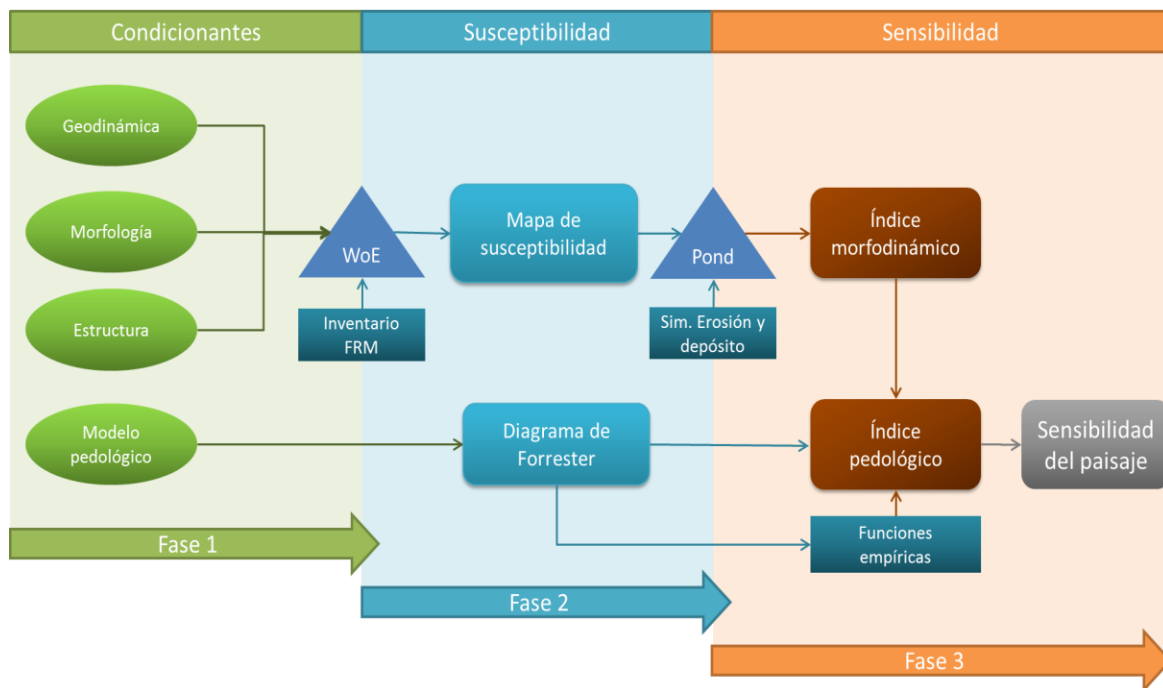 Condicionantes
Susceptibilidad
Sensibilidad
Geodinámica
Morfología
Estructura
Modelo
pedológico
WoE
Inventario
FRM
Mapa de
susceptibilidad
Pond
Sim. Erosión y
depósito
Índice
morfodinámico
Diagrama de
Forrester
Índice
pedológico
Sensibilidad
del paisaje
Funciones
empíricas
Fase 1
Fase 2
Fase 3